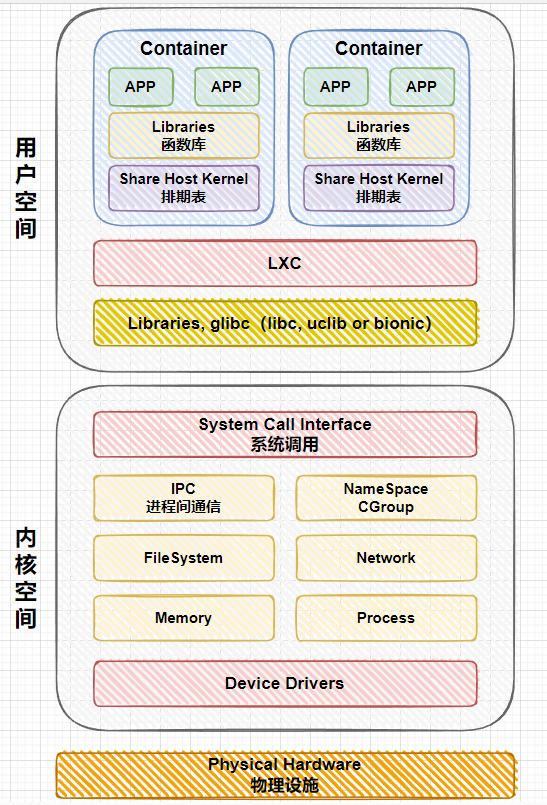 用户空间
Container
APP
APP
Libraries
函数库
Share Host Kernel
排期表
Container
APP
APP
Libraries
函数库
Share Host Kernel
排期表
LXC
Libraries, glibc（libc, uclib or bionic）
内核空间
System Call Interface
系统调用
IPC
进程间通信
NameSpace
CGroup
FileSystem
Network
Memory
Process
Device Drivers
Physical Hardware
物理设施